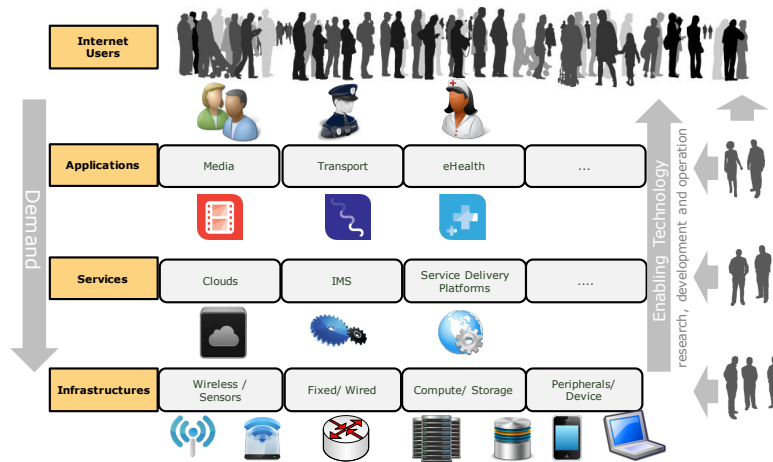 Internet
Users
Demand
Applications
Media
Transport
eHealth
...
Services
Clouds
IMS
Service Delivery
Platforms
....
Infrastructures
Wireless /
Sensors
Fixed/ Wired
Compute/ Storage
Peripherals/
Device
Enabling Technology
research, development and operation